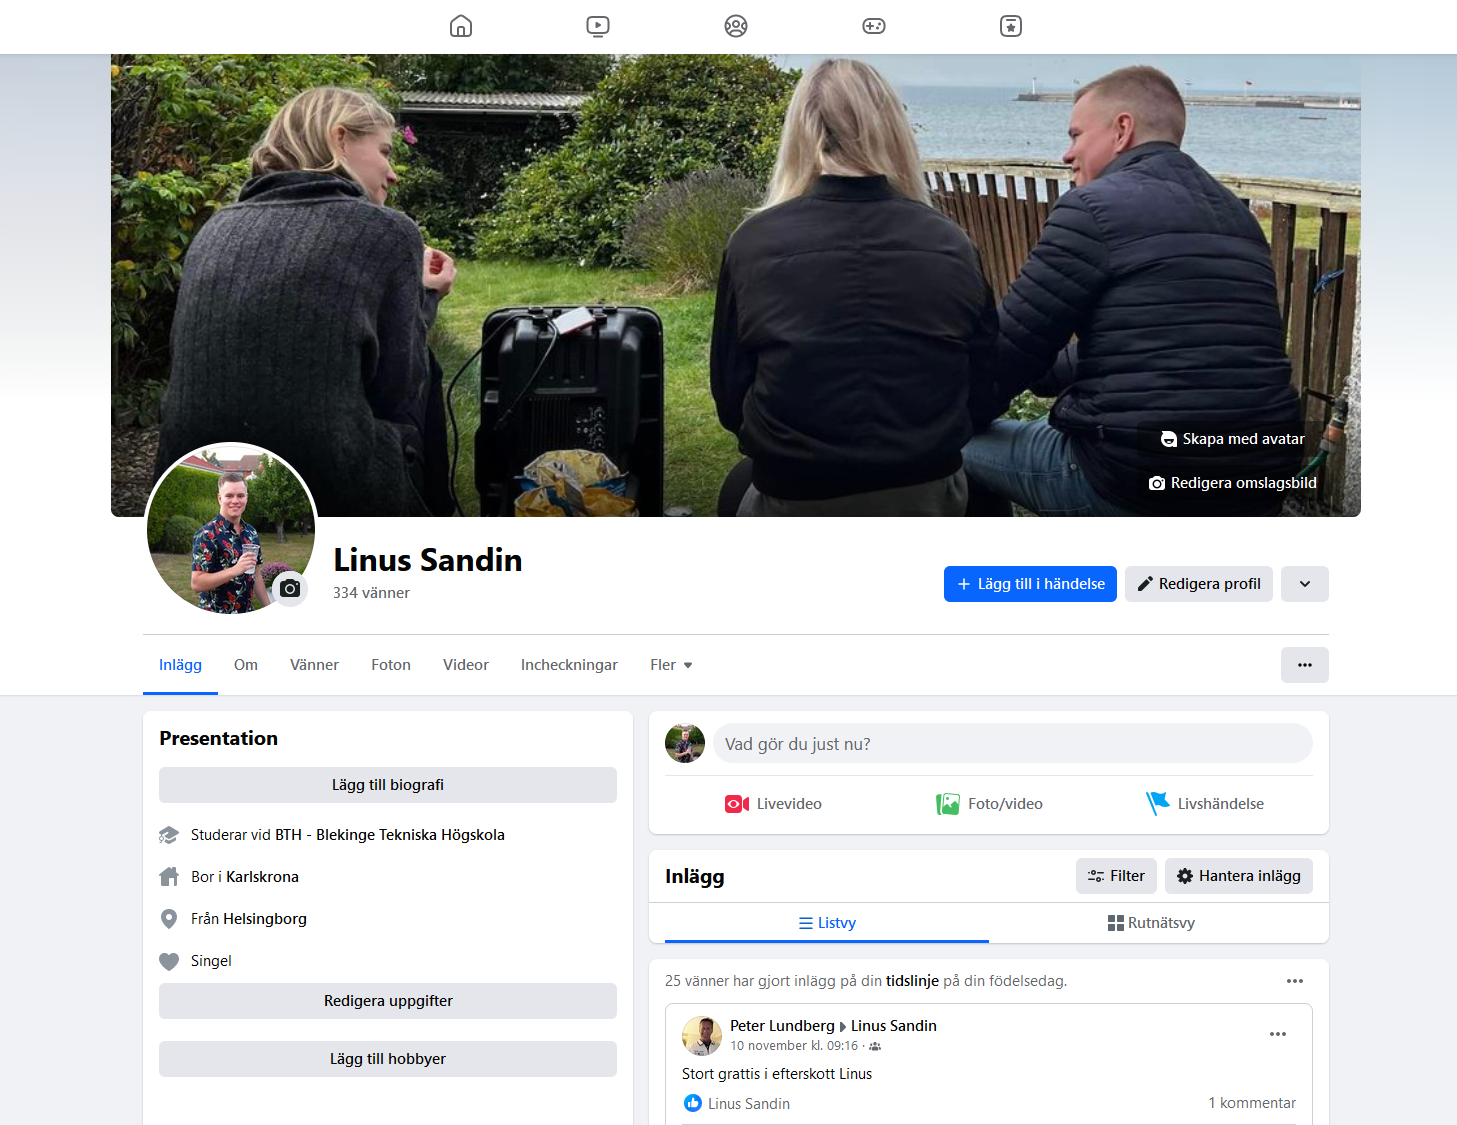 Skapa med avatar
Redigera omslagsbild
Linus Sandin
334 vänner
Lägg till i händelse
Redigera profil
Inlägg Om Vänner Foton Videor Incheckningar Fler
Presentation
Lägg till biografi
Studerar vid BTH - Blekinge Tekniska Högskola
Bor i Karlskrona
Från Helsingborg
Singel
Redigera uppgifter
Lägg till hobbyer
Vad gör du just nu?
Livevideo Foto/video Livshändelse
Inlägg
Filter Hantera inlägg
Listvy Rutnätsvy
25 vänner har gjort inlägg på din tidslinje på din födelsedag.
Peter Lundberg Linus Sandin
10 november kl. 09:16 ·
Stort grattis i efterskott Linus
Linus Sandin 1 kommentar